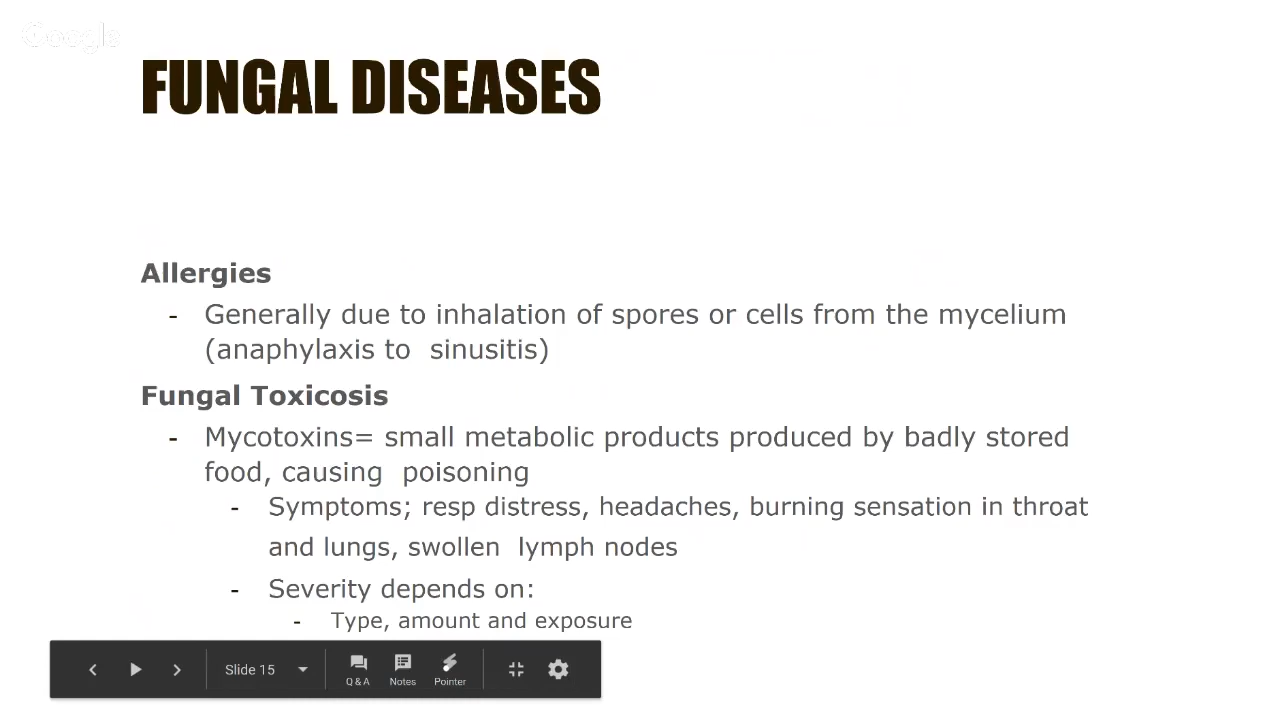 Google
FUNGAL DISEASES
Allergies
- Generally due to inhalation of spores or cells from the mycelium
(anaphylaxis to sinusitis)
Fungal Toxicosis
- Mycotoxins= small metabolic products produced by badly stored
food, causing poisoning
- Symptoms; resp distress, headaches, burning sensation in throat
and lungs, swollen lymph nodes
- Severity depends on:
- Type, amount and exposure
Slide 15
Q & A Notes Pointer